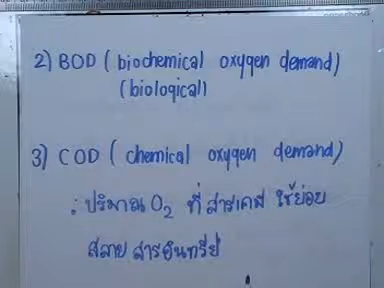 2) BOD ( biochemical oxygen demand)
(biological)
3) COD ( chemical oxygen demand )
: ปริมาณ O₂ ที่ สารเคมี ใช้ย่อย
สลาย สารอินทรีย์